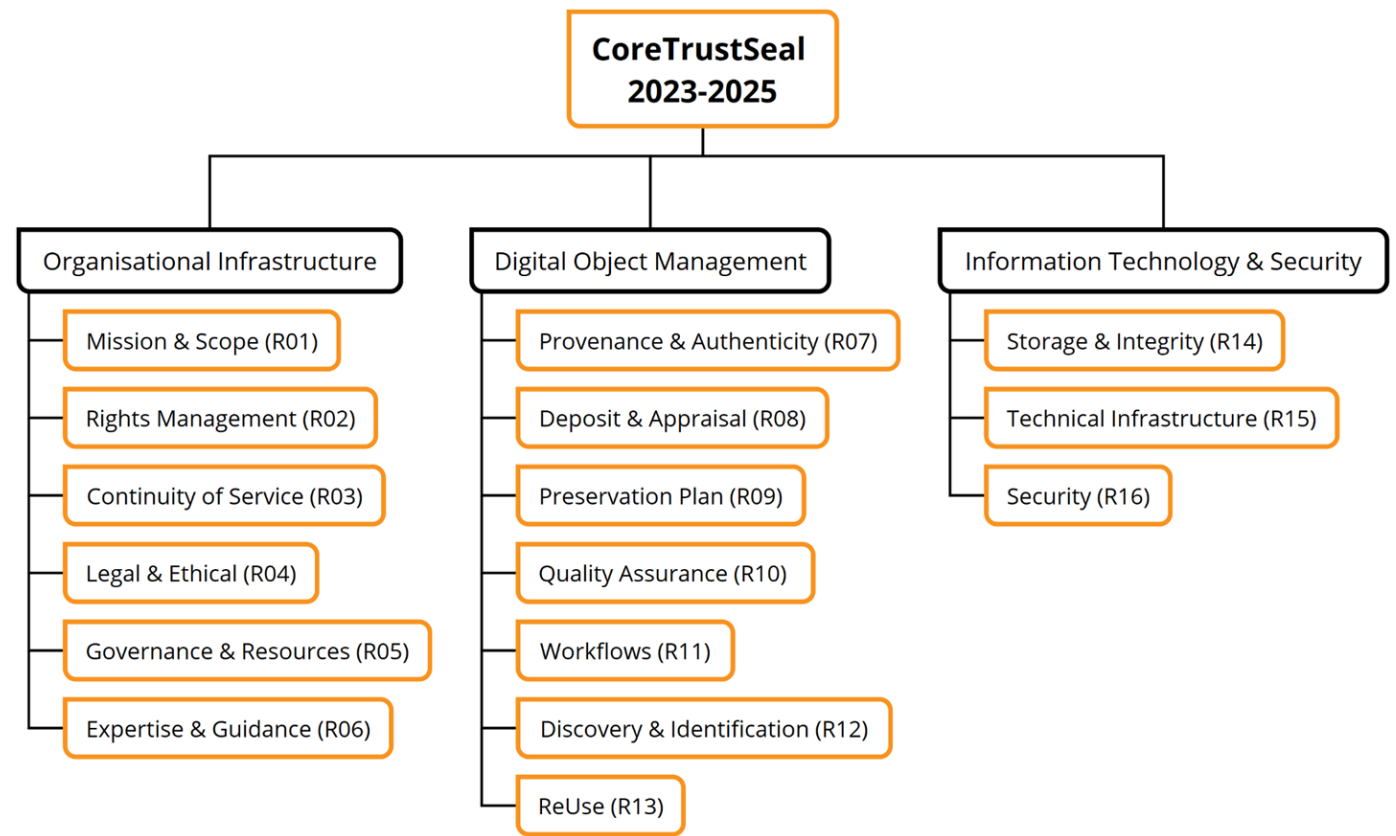 CoreTrustSeal
2023-2025
Organisational Infrastructure
Mission & Scope (R01)
Rights Management (R02)
Continuity of Service (R03)
Legal & Ethical (R04)
Governance & Resources (R05)
Expertise & Guidance (R06)
Digital Object Management
Provenance & Authenticity (R07)
Deposit & Appraisal (R08)
Preservation Plan (R09)
Quality Assurance (R10)
Workflows (R11)
Discovery & Identification (R12)
ReUse (R13)
Information Technology & Security
Storage & Integrity (R14)
Technical Infrastructure (R15)
Security (R16)